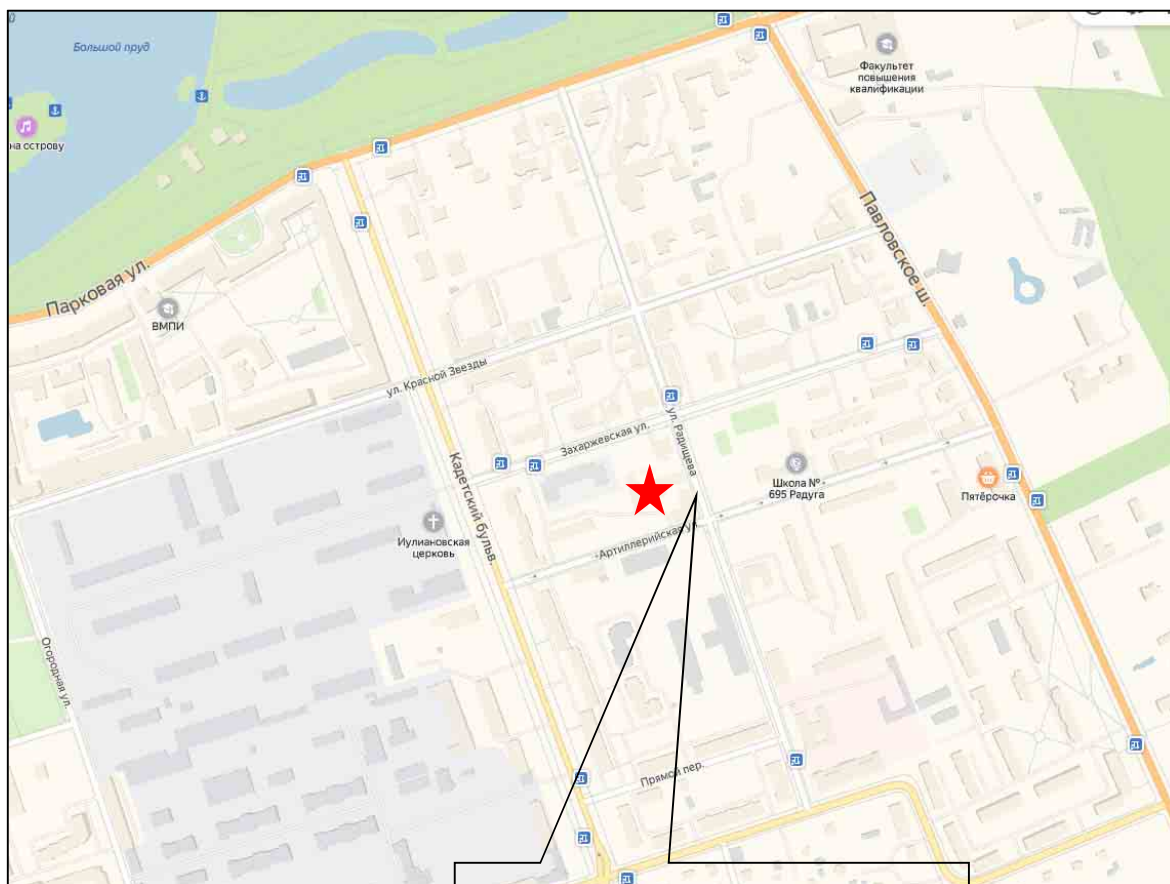 Большой пруд
на острову
Факультет
повышения
квалификации
Парковая ул.
ВМПИ
Павловское ш.
ул. Красной Звезды
Захаржевская ул.
ул. Радищева
Кадетский бульв.
Иулиановская
церковь
Школа №
695 Радуга
Пятёрочка
Артиллерийская ул.
Огородная ул.
Прямой пер.